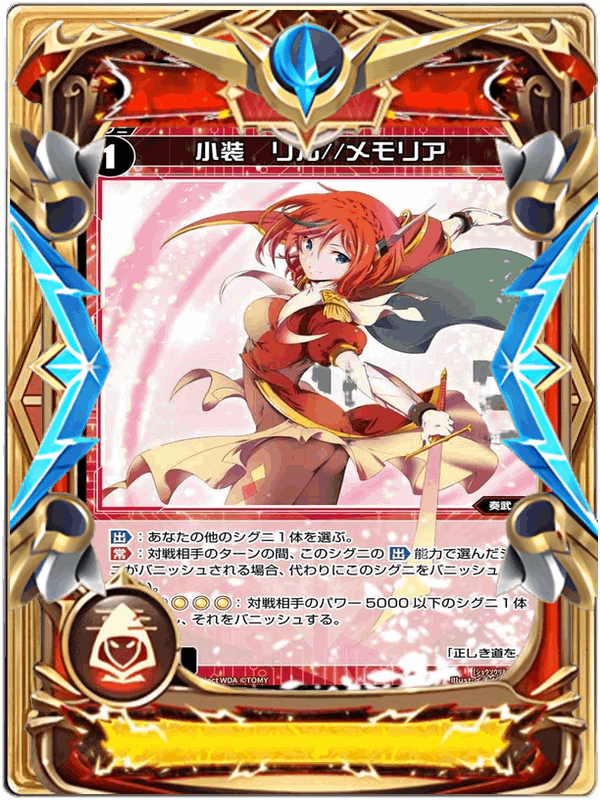 1
小装 リル//メモリア
奏武
出：あなたの他のシグニ1体を選ぶ。
常：対戦相手のターンの間、このシグニの 出 能力で選んだシ
ニがバニッシュされる場合、代わりにこのシグニをバニッシュ
)。
：対戦相手のパワー5000以下のシグニ1体
、それをバニッシュする。
「正しき道を
ject WDA ©TOMY
Illust